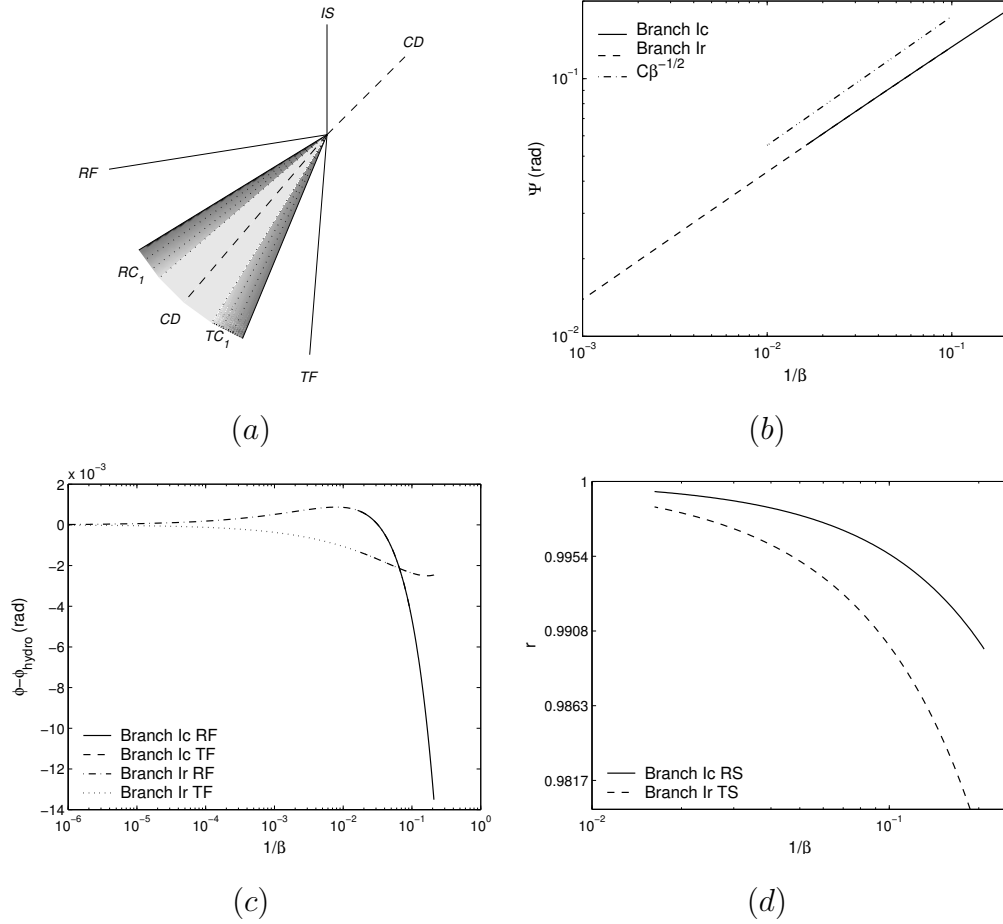 IS
CD
RF
RC₁
CD
TC₁
TF
(a)
Branch Ic
Branch Ir
Cβ⁻¹/²
10⁻¹
10⁻²
Ψ (rad)
10⁻³
10⁻²
10⁻¹
1/β
(b)
x 10⁻³
2
0
−2
−4
−6
−8
−10
−12
−14
ϕ−ϕhydro (rad)
Branch Ic RF
Branch Ic TF
Branch Ir RF
Branch Ir TF
10⁻⁶
10⁻⁵
10⁻⁴
10⁻³
10⁻²
10⁻¹
10⁰
1/β
(c)
1
0.9954
0.9908
0.9863
0.9817
r
Branch Ic RS
Branch Ir TS
10⁻²
10⁻¹
1/β
(d)